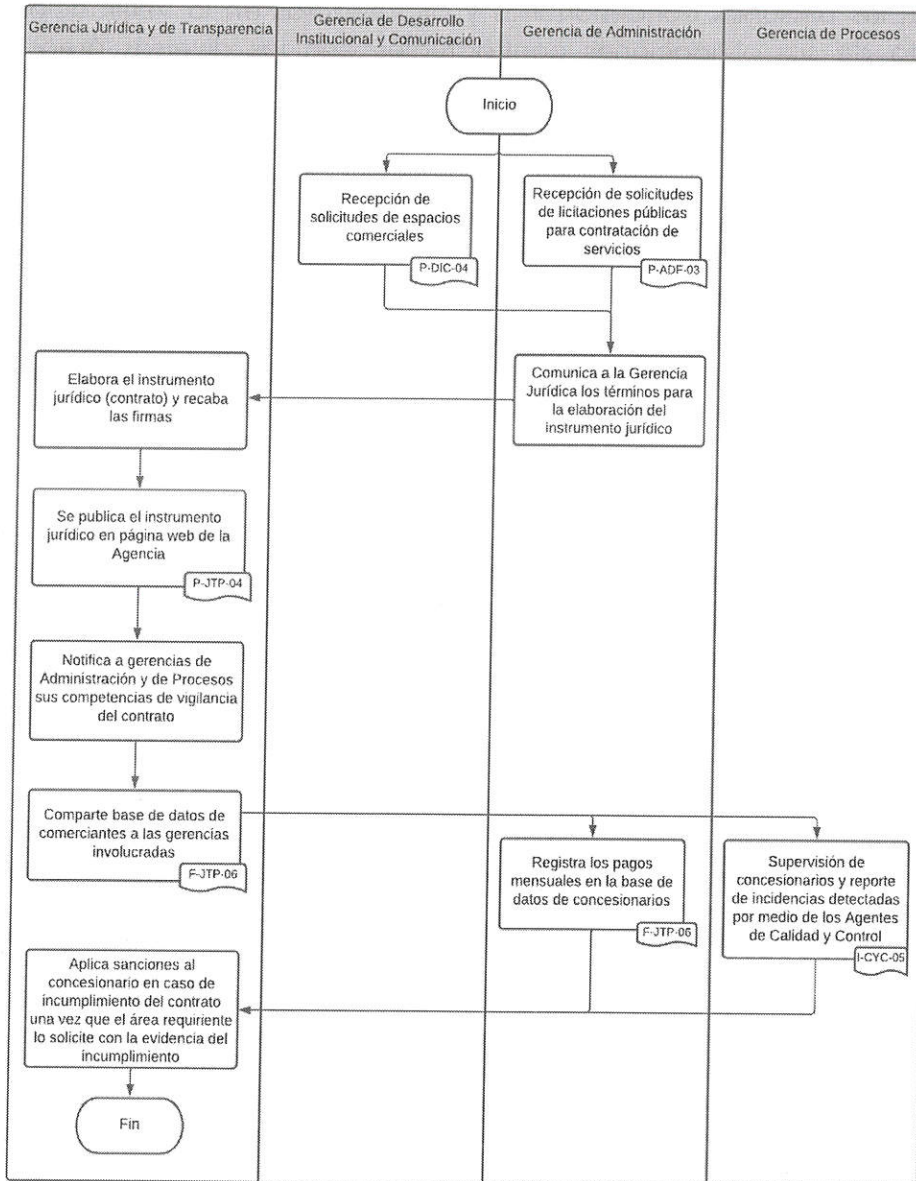 Gerencia Jurídica y de Transparencia
Gerencia de Desarrollo
Institucional y Comunicación
Gerencia de Administración
Gerencia de Procesos
Inicio
Recepción de
solicitudes de espacios
comerciales
P-DIC-04
Recepción de solicitudes
de licitaciones públicas
para contratación de
servicios
P-ADF-03
Comunica a la Gerencia
Jurídica los términos para
la elaboración del
instrumento jurídico
Elabora el instrumento
jurídico (contrato) y recaba
las firmas
Se publica el instrumento
jurídico en página web de la
Agencia
P-JTP-04
Notifica a gerencias de
Administración y de Procesos
sus competencias de vigilancia
del contrato
Comparte base de datos de
comerciantes a las gerencias
involucradas
F-JTP-06
Registra los pagos
mensuales en la base de
datos de concesionarios
F-JTP-06
Supervisión de
concesionarios y reporte
de incidencias detectadas
por medio de los Agentes
de Calidad y Control
I-CYC-05
Aplica sanciones al
concesionario en caso de
incumplimiento del contrato
una vez que el área requiriente
lo solicite con la evidencia del
incumplimiento
Fin